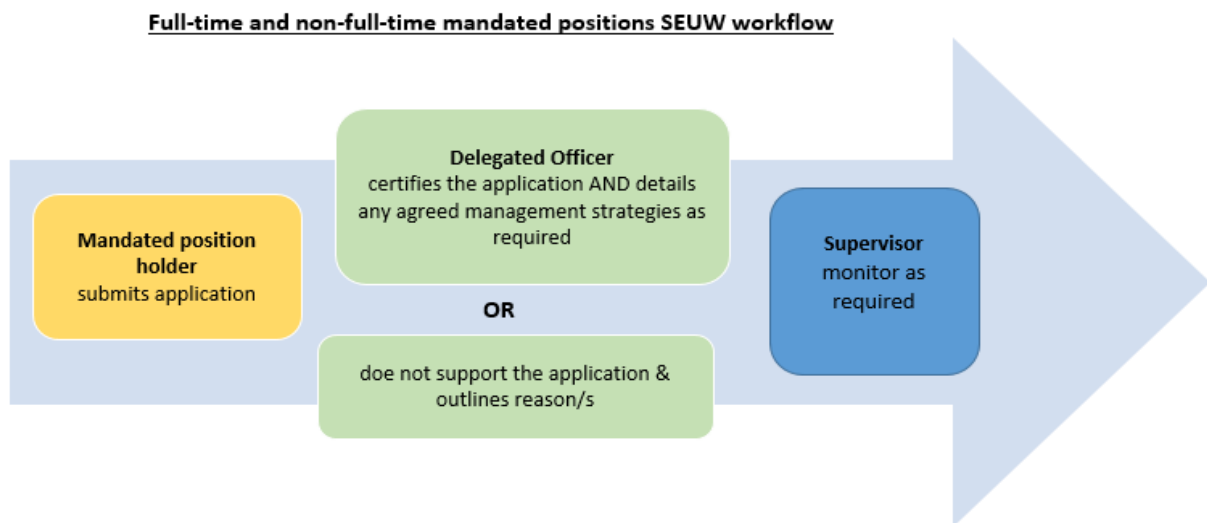 Full-time and non-full-time mandated positions SEUW workflow
Mandated position
holder
submits application
Delegated Officer
certifies the application AND details
any agreed management strategies as
required
OR
doe not support the application &
outlines reason/s
Supervisor
monitor as
required